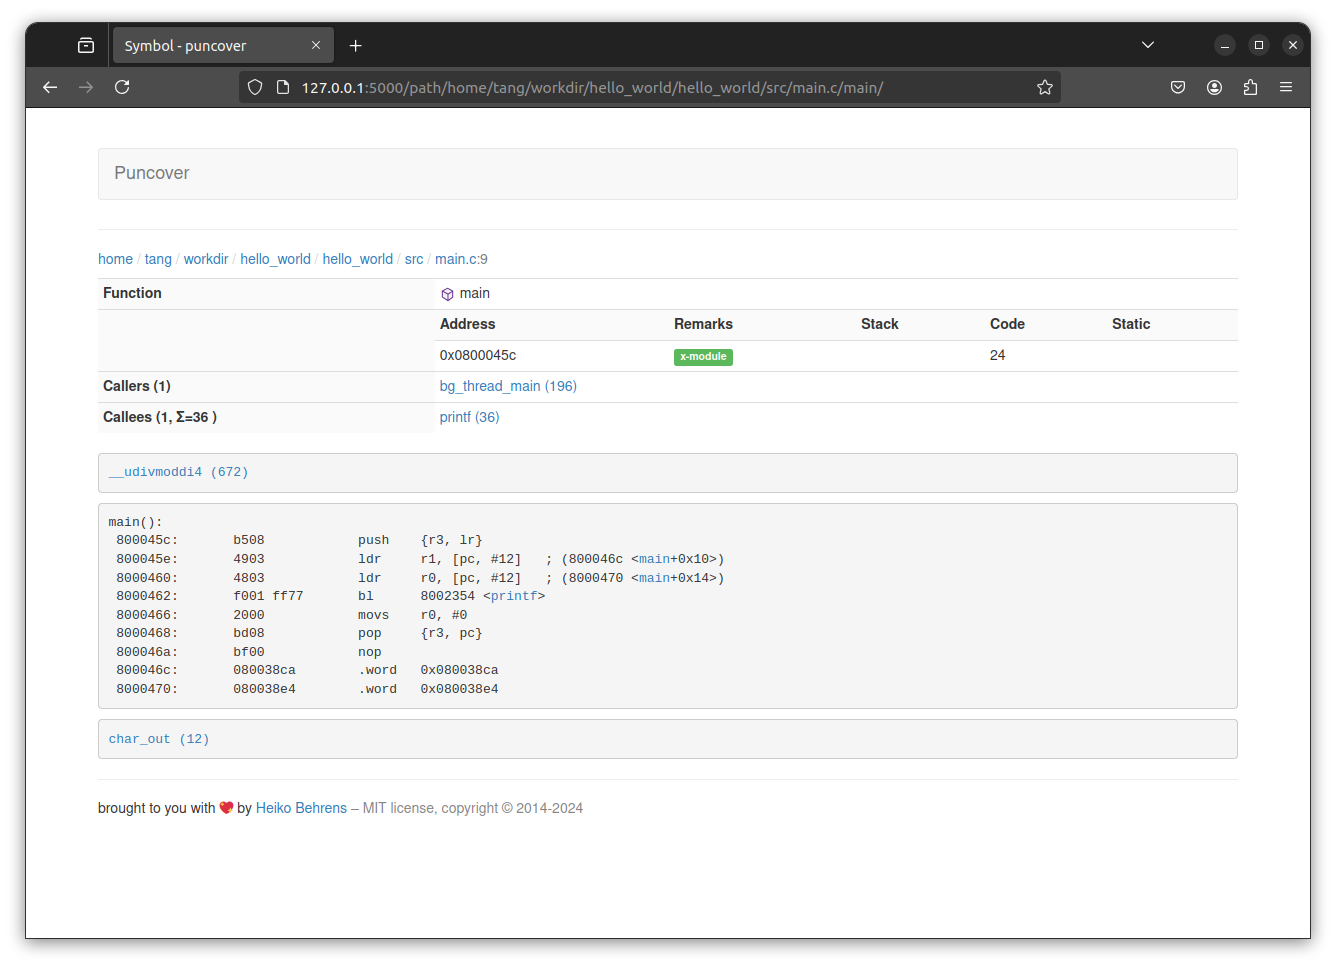 Symbol - puncover
127.0.0.1:5000/path/home/tang/workdir/hello_world/hello_world/src/main.c/main/
Puncover
home / tang / workdir / hello_world / hello_world / src / main.c:9
Function main
Address Remarks Stack Code Static
0x0800045c x-module 24
Callers (1) bg_thread_main (196)
Callees (1, Σ=36 ) printf (36)
__udivmoddi4 (672)
main():
800045c: b508 push {r3, lr}
800045e: 4903 ldr r1, [pc, #12] ; (800046c <main+0x10>)
8000460: 4803 ldr r0, [pc, #12] ; (8000470 <main+0x14>)
8000462: f001 ff77 bl 8002354 <printf>
8000466: 2000 movs r0, #0
8000468: bd08 pop {r3, pc}
800046a: bf00 nop
800046c: 080038ca .word 0x080038ca
8000470: 080038e4 .word 0x080038e4
char_out (12)
brought to you with 💖 by Heiko Behrens – MIT license, copyright © 2014-2024